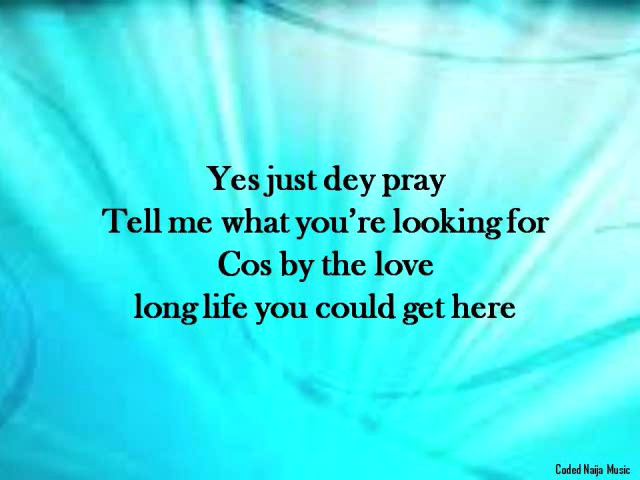 Yes just dey pray
Tell me what you're looking for
Cos by the love
long life you could get here
Coded Naija Music